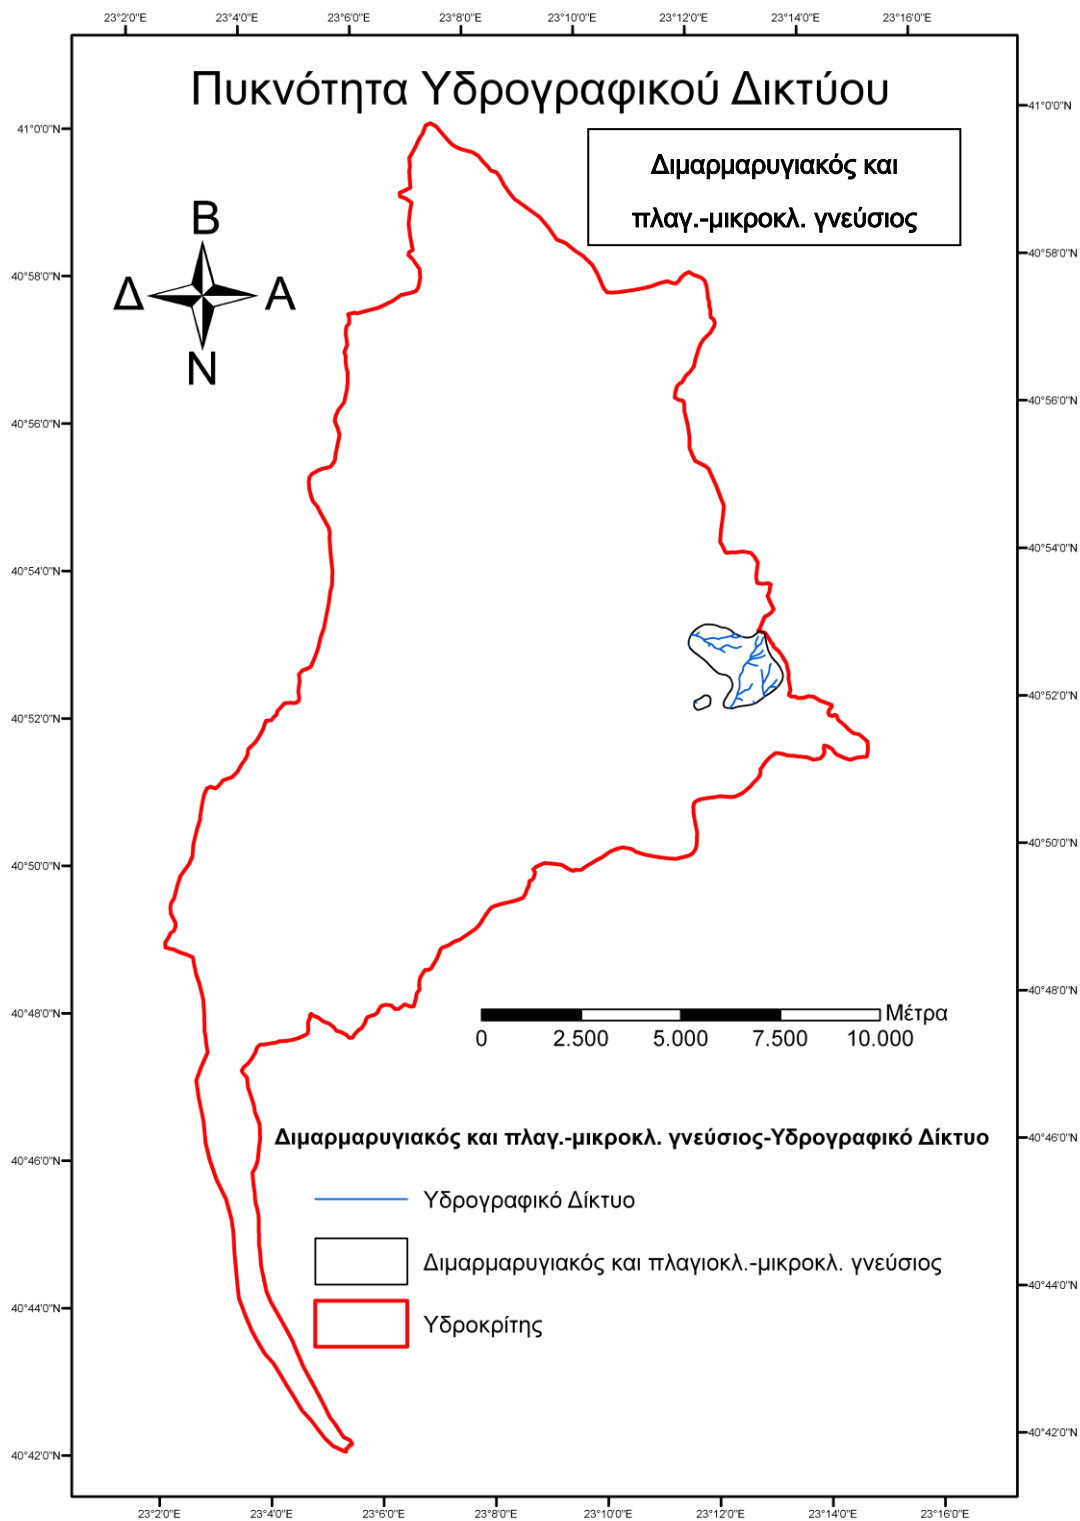 23°2'0"E 23°4'0"E 23°6'0"E 23°8'0"E 23°10'0"E 23°12'0"E 23°14'0"E 23°16'0"E
Πυκνότητα Υδρογραφικού Δικτύου
41°0'0"N
41°0'0"N
Διμαρμαρυγιακός και
πλαγ.-μικροκλ. γνεύσιος
Β
40°58'0"N
40°58'0"N
Δ Α
Ν
40°56'0"N
40°56'0"N
40°54'0"N
40°54'0"N
40°52'0"N
40°52'0"N
40°50'0"N
40°50'0"N
40°48'0"N
40°48'0"N
Μέτρα
0 2.500 5.000 7.500 10.000
Διμαρμαρυγιακός και πλαγ.-μικροκλ. γνεύσιος-Υδρογραφικό Δίκτυο
40°46'0"N
40°46'0"N
Υδρογραφικό Δίκτυο
Διμαρμαρυγιακός και πλαγιοκλ.-μικροκλ. γνεύσιος
40°44'0"N
40°44'0"N
Υδροκρίτης
40°42'0"N
40°42'0"N
23°2'0"E 23°4'0"E 23°6'0"E 23°8'0"E 23°10'0"E 23°12'0"E 23°14'0"E 23°16'0"E